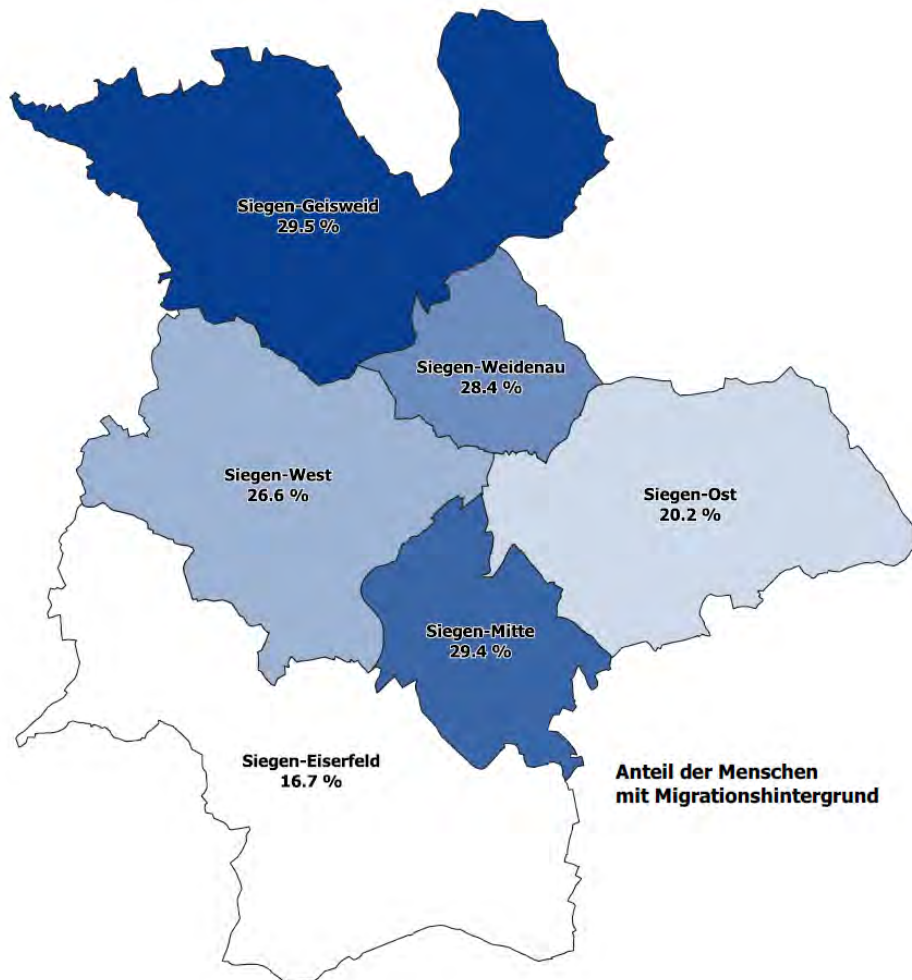 Siegen-Geisweid
29.5 %
Siegen-Weidenau
28.4 %
Siegen-West
26.6 %
Siegen-Ost
20.2 %
Siegen-Mitte
29.4 %
Siegen-Eiserfeld
16.7 %
Anteil der Menschen
mit Migrationshintergrund